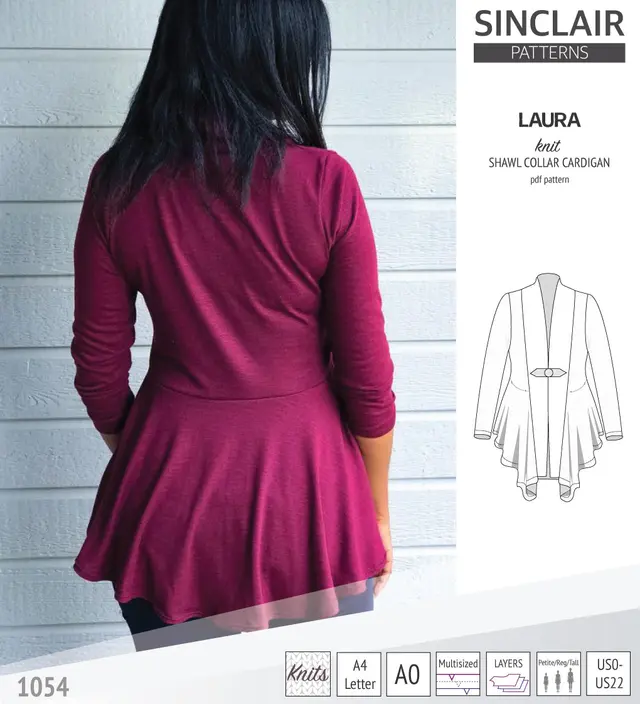 SINCLAIR
PATTERNS
LAURA
knit
SHAWL COLLAR CARDIGAN
pdf pattern
1054
Knits
A4
Letter
A0
Multisized
LAYERS
Petite/Reg/Tall
US0-
US22